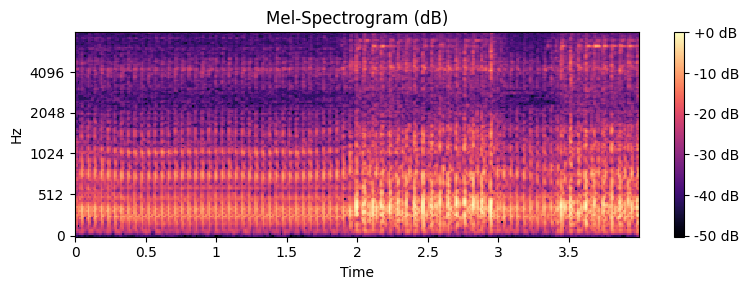 Mel-Spectrogram (dB)
+0 dB
-10 dB
-20 dB
-30 dB
-40 dB
-50 dB
4096
2048
1024
512
0
Hz
0 0.5 1 1.5 2 2.5 3 3.5
Time